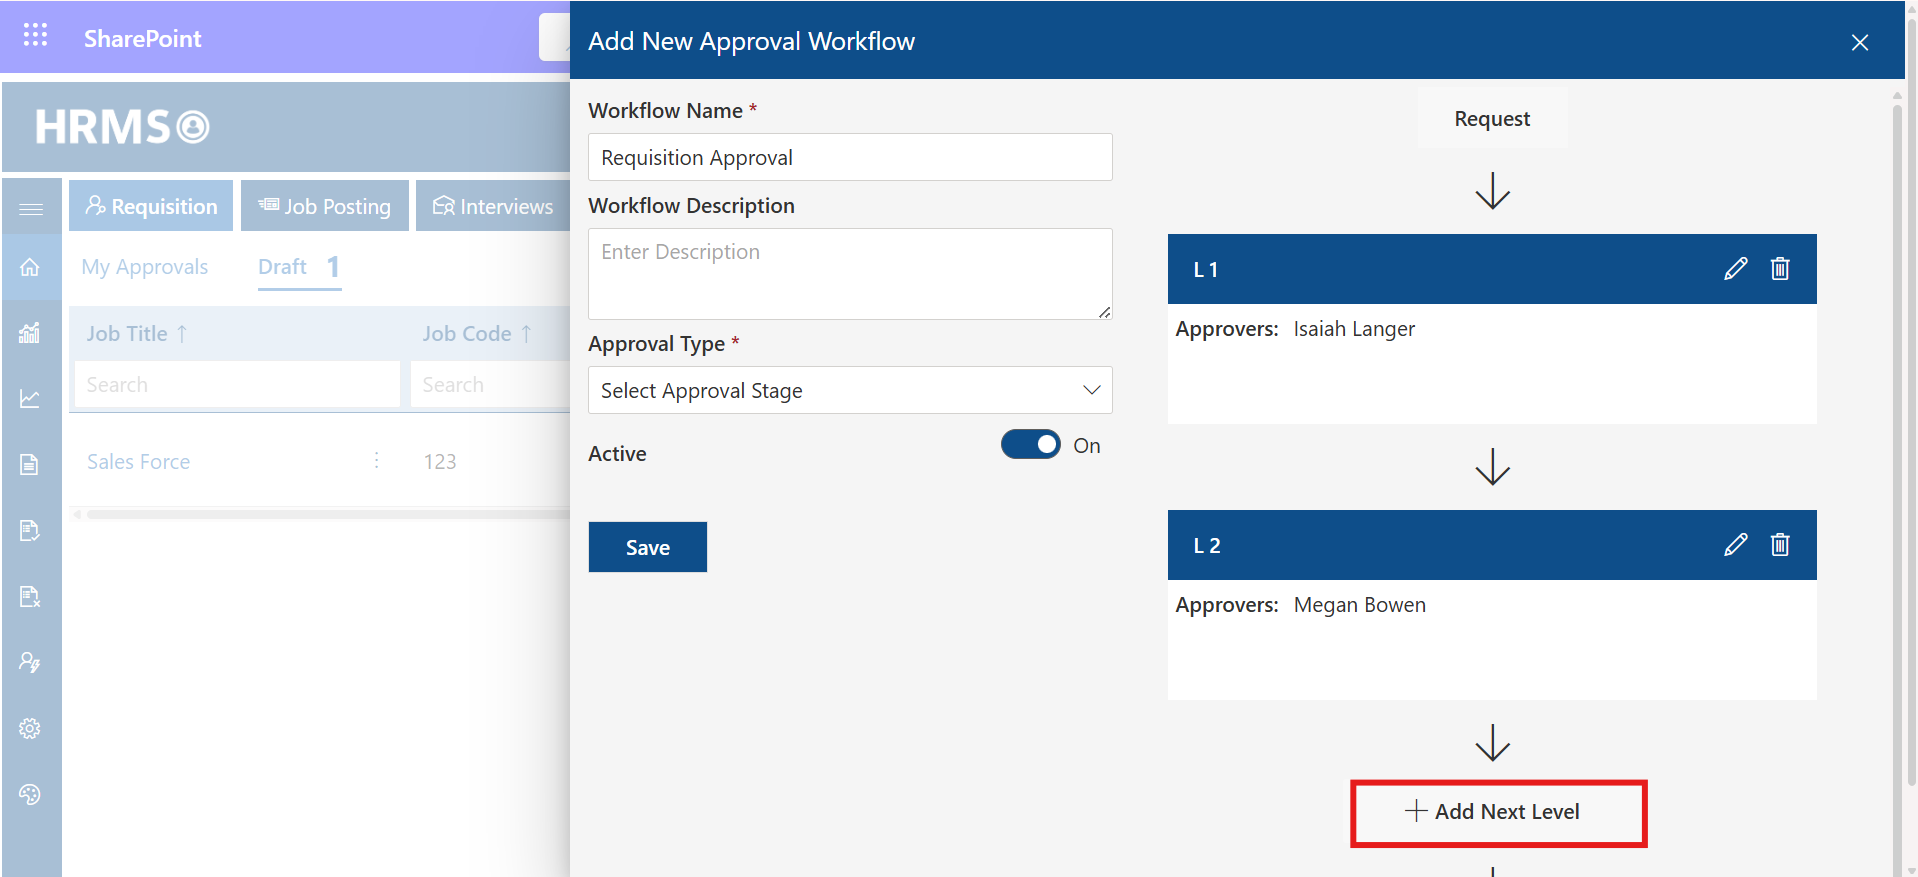 SharePoint
HRMS
Requisition
Job Posting
Interviews
My Approvals
Draft 1
Job Title
Job Code
Search
Search
Sales Force
123
Add New Approval Workflow
Workflow Name *
Requisition Approval
Workflow Description
Enter Description
Approval Type *
Select Approval Stage
Active
On
Save
Request
L 1
Approvers: Isaiah Langer
L 2
Approvers: Megan Bowen
Add Next Level